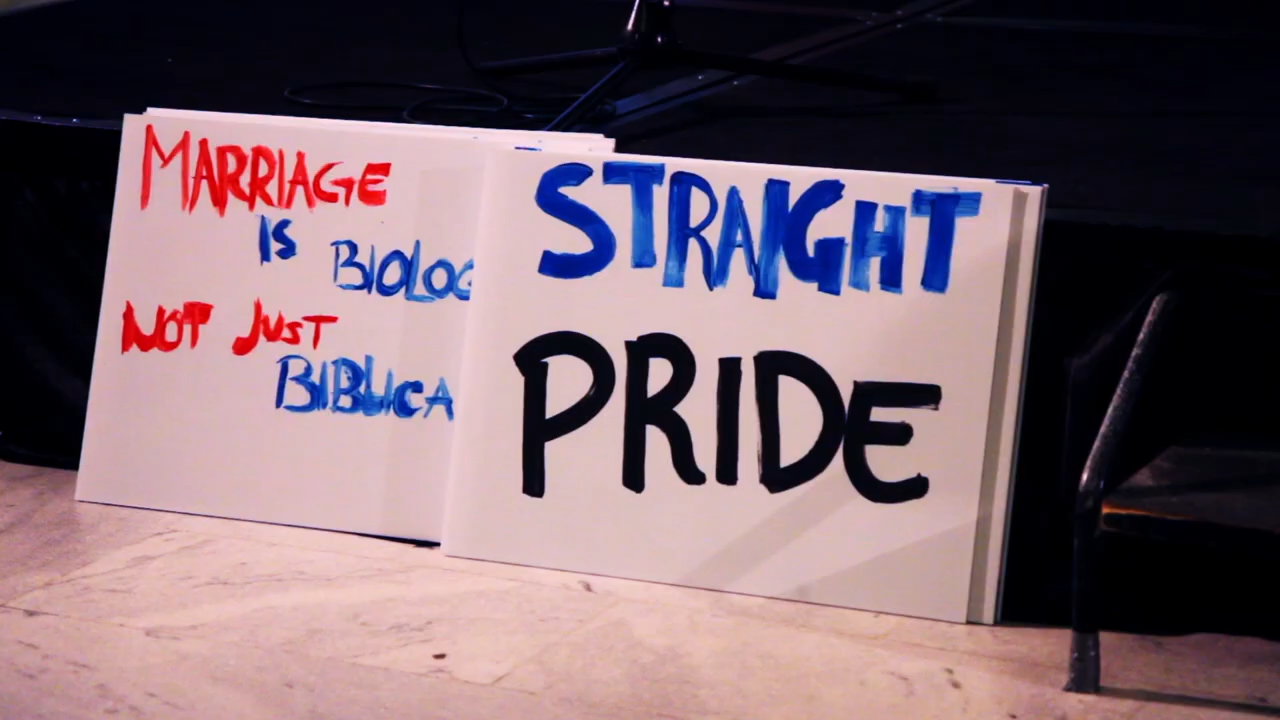 MARRIAGE
IS BIOLOG
NOT JUST
BIBLICA
STRAIGHT
PRIDE